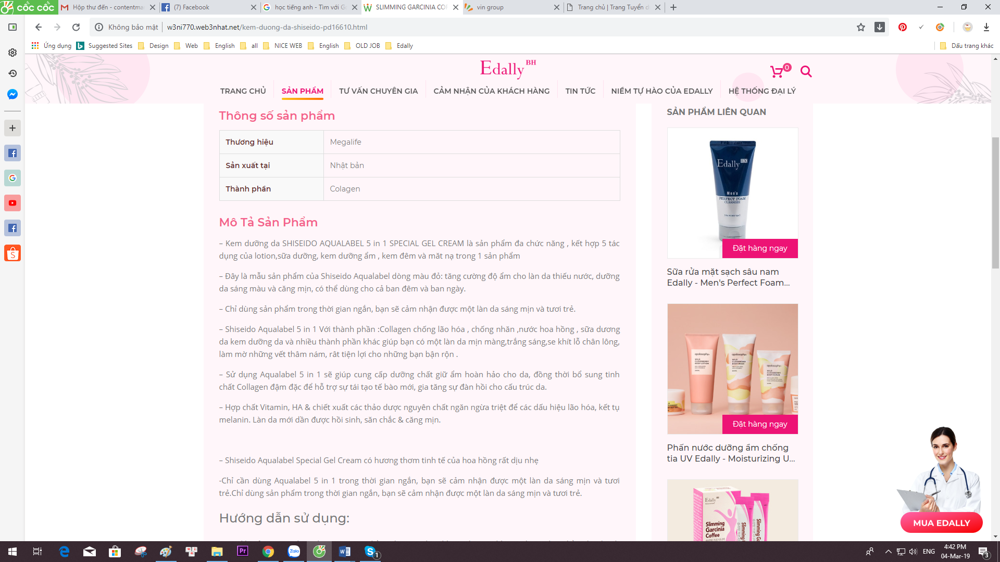 cốc cốc
Hộp thư đến - contentma
(7) Facebook
học tiếng anh - Tìm với Go
SLIMMING GARCINIA COF
vin group
Trang chủ | Trang Tuyển d
Không bảo mật
w3ni770.web3nhat.net/kem-duong-da-shiseido-pd16610.html
Ứng dụng
Suggested Sites
Design
Web
English
all
NICE WEB
English
OLD JOB
Edally
Dấu trang khác
Edally BH
0
TRANG CHỦ
SẢN PHẨM
TƯ VẤN CHUYÊN GIA
CẢM NHẬN CỦA KHÁCH HÀNG
TIN TỨC
NIỀM TỰ HÀO CỦA EDALLY
HỆ THỐNG ĐẠI LÝ
Thông số sản phẩm
Thương hiệu
Megalife
Sản xuất tại
Nhật bản
Thành phần
Colagen
Mô Tả Sản Phẩm
– Kem dưỡng da SHISEIDO AQUALABEL 5 in 1 SPECIAL GEL CREAM là sản phẩm đa chức năng , kết hợp 5 tác
dụng của lotion,sữa dưỡng, kem dưỡng ẩm , kem đêm và măt nạ trong 1 sản phẩm
– Đây là mẫu sản phẩm của Shiseido Aqualabel dòng màu đỏ: tăng cường độ ẩm cho làn da thiếu nước, dưỡng
da sáng màu và căng mịn, có thể dùng cho cả ban đêm và ban ngày.
– Chỉ dùng sản phẩm trong thời gian ngắn, bạn sẽ cảm nhận được một làn da sáng mịn và tươi trẻ.
– Shiseido Aqualabel 5 in 1 Với thành phần :Collagen chống lão hóa , chống nhăn ,nước hoa hồng , sữa dương
da kem dưỡng da và nhiều thành phần khác giúp bạn có một làn da mịn màng,trắng sáng,se khít lỗ chân lông,
làm mờ những vết thâm nám, rât tiện lợi cho những bạn bận rộn .
– Sử dụng Aqualabel 5 in 1 sẽ giúp cung cấp dưỡng chất giữ ẩm hoàn hảo cho da, đồng thời bổ sung tinh
chất Collagen đậm đặc để hỗ trợ sự tái tạo tế bào mới, gia tăng sự đàn hồi cho cấu trúc da.
– Hợp chất Vitamin, HA & chiết xuất các thảo dược nguyên chất ngăn ngừa triệt để các dấu hiệu lão hóa, kết tụ
melanin. Làn da mới dần được hồi sinh, săn chắc & căng mịn.
– Shiseido Aqualabel Special Gel Cream có hương thơm tinh tế của hoa hồng rất dịu nhẹ
-Chỉ cần dùng Aqualabel 5 in 1 trong thời gian ngắn, bạn sẽ cảm nhận được một làn da sáng mịn và tươi
trẻ.Chỉ dùng sản phẩm trong thời gian ngắn, bạn sẽ cảm nhận được một làn da sáng mịn và tươi trẻ.
Hướng dẫn sử dụng:
SẢN PHẨM LIÊN QUAN
Edally EX
Men's
PERFECT FOAM
CLEANSER
Đặt hàng ngay
Sữa rửa mặt sạch sâu nam
Edally - Men's Perfect Foam...
Đặt hàng ngay
Phấn nước dưỡng ẩm chống
tia UV Edally - Moisturizing U...
Edally
Slimming
Garcinia
Coffee
MUA EDALLY
Pr
Zalo
1
ENG
4:42 PM
04-Mar-19
3